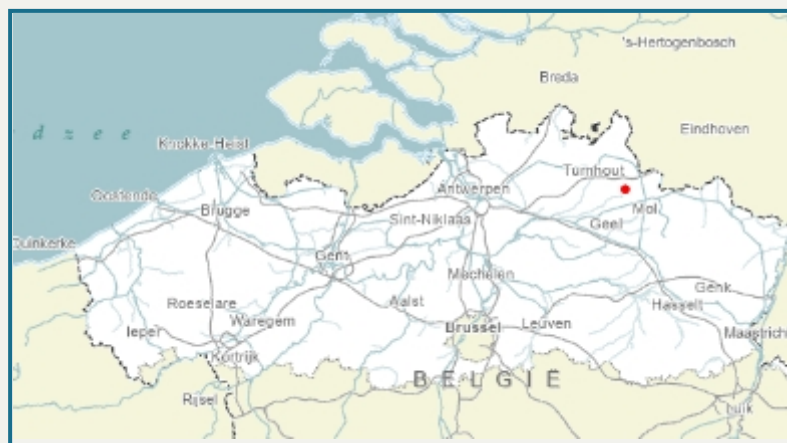 's-Hertogenbosch
Breda
d z e e
Eindhoven
Knokke-Heist
Turnhout
Oostende
Antwerpen
Brugge
Mol
Sint-Niklaas
Geel
Duinkerke
Gent
Mechelen
Genk
Roeselare
Aalst
Hasselt
Waregem
Ieper
Brussel
Leuven
Maastrich
Kortrijk
BELGIË
Rijsel
Luik